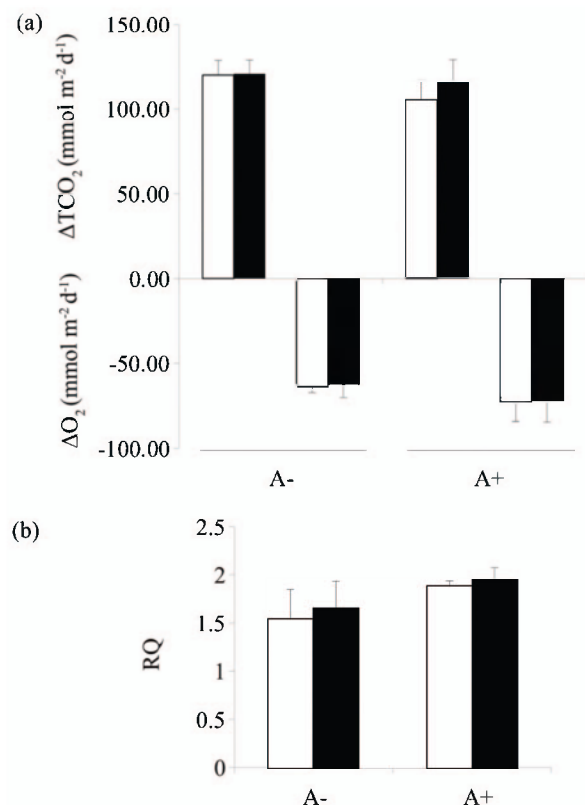 (a)
ΔTCO₂ (mmol m⁻² d⁻¹)
ΔO₂ (mmol m⁻² d⁻¹)
150.00
100.00
50.00
0.00
-50.00
-100.00
A-
A+
(b)
RQ
2.5
2
1.5
1
0.5
0
A-
A+